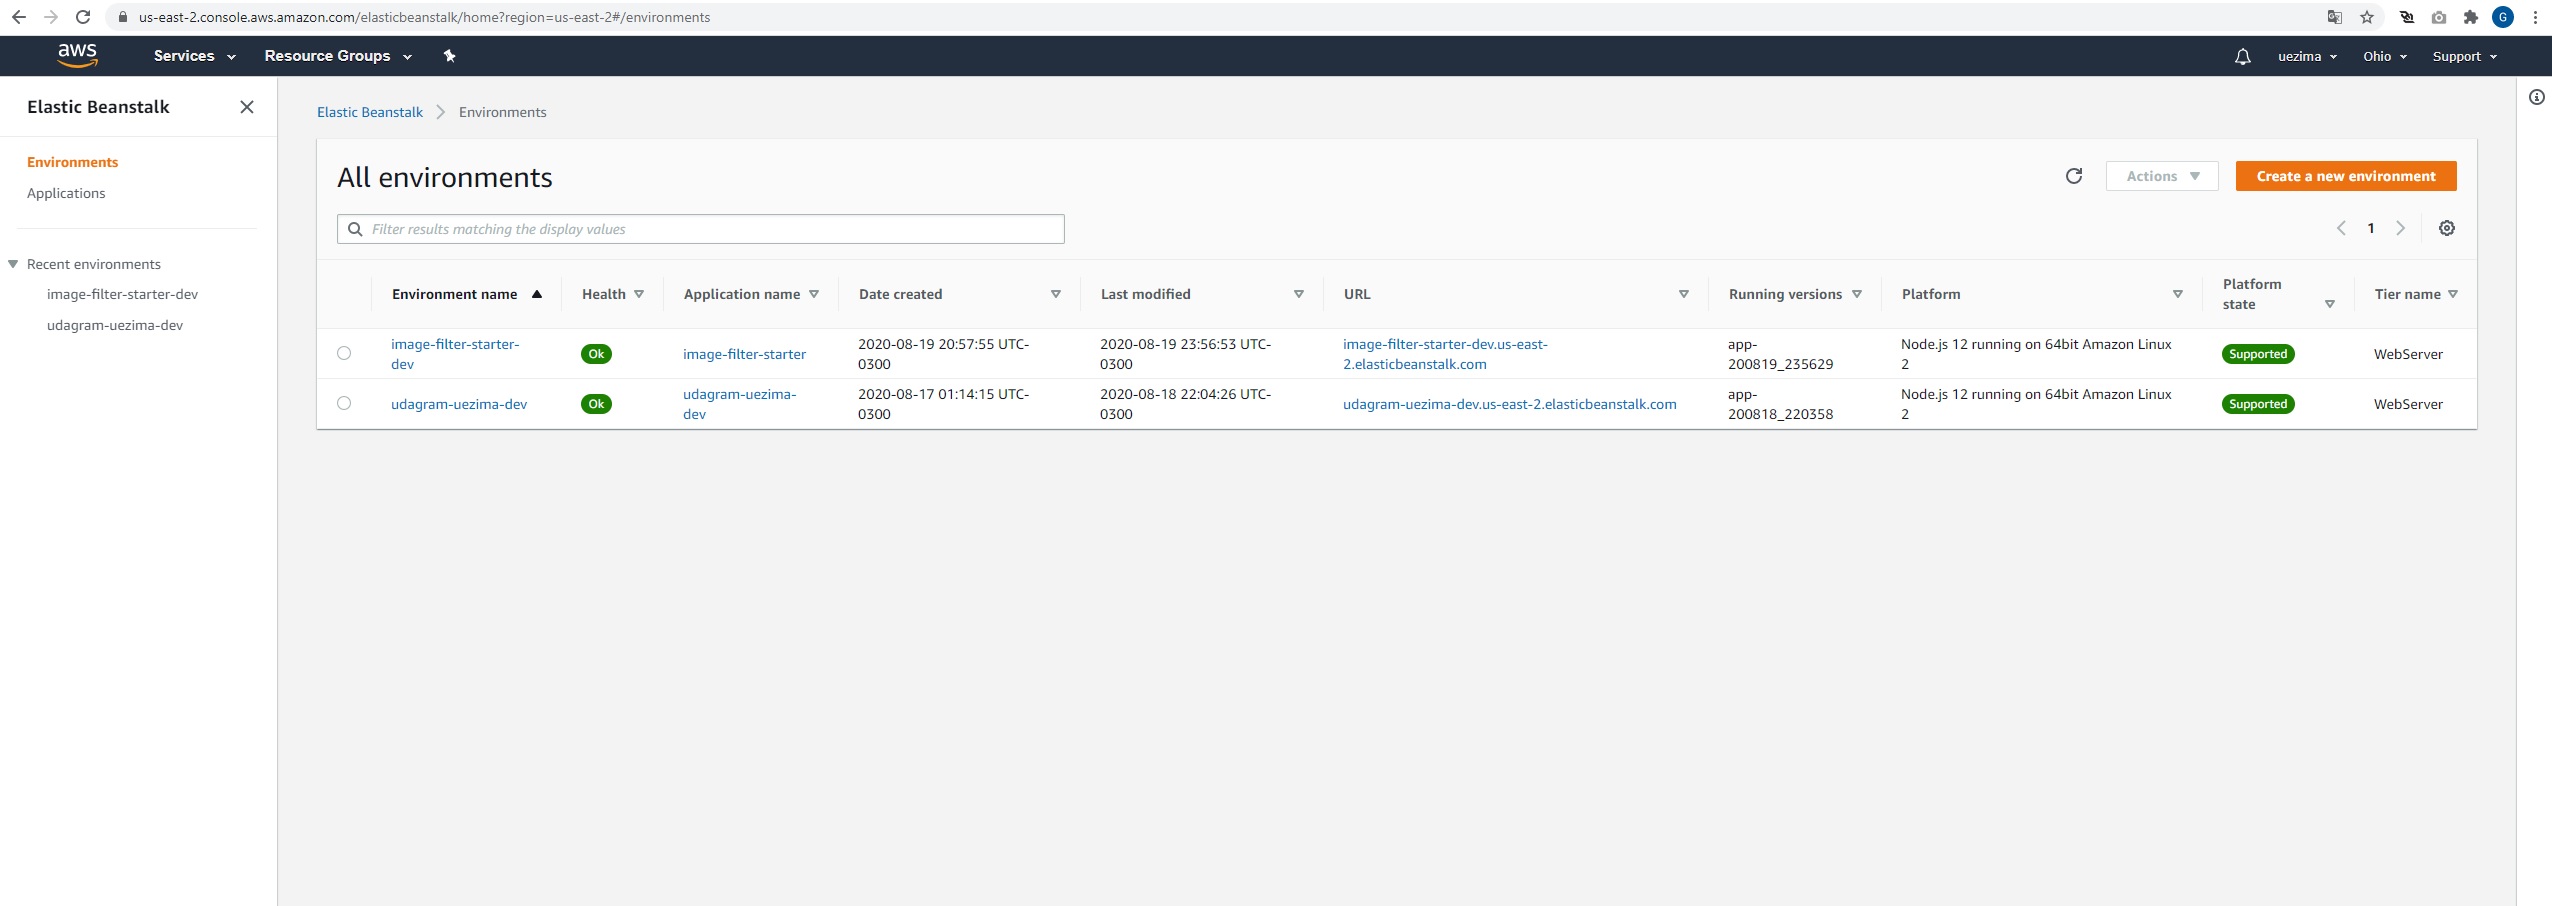 us-east-2.console.aws.amazon.com/elasticbeanstalk/home?region=us-east-2#/environments
G
aws Services Resource Groups uezima Ohio Support
Elastic Beanstalk
Environments
Applications
Recent environments
image-filter-starter-dev
udagram-uezima-dev
Elastic Beanstalk Environments
All environments
Actions Create a new environment
Filter results matching the display values
1
Environment name Health Application name Date created Last modified URL Running versions Platform Platform state Tier name
image-filter-starter- 2020-08-19 20:57:55 UTC- 2020-08-19 23:56:53 UTC- image-filter-starter-dev.us-east- app- Node.js 12 running on 64bit Amazon Linux
Ok image-filter-starter Supported WebServer
dev 0300 0300 2.elasticbeanstalk.com 200819_235629 2
udagram-uezima- 2020-08-17 01:14:15 UTC- 2020-08-18 22:04:26 UTC- app- Node.js 12 running on 64bit Amazon Linux
udagram-uezima-dev Ok udagram-uezima-dev.us-east-2.elasticbeanstalk.com Supported WebServer
dev 0300 0300 200818_220358 2